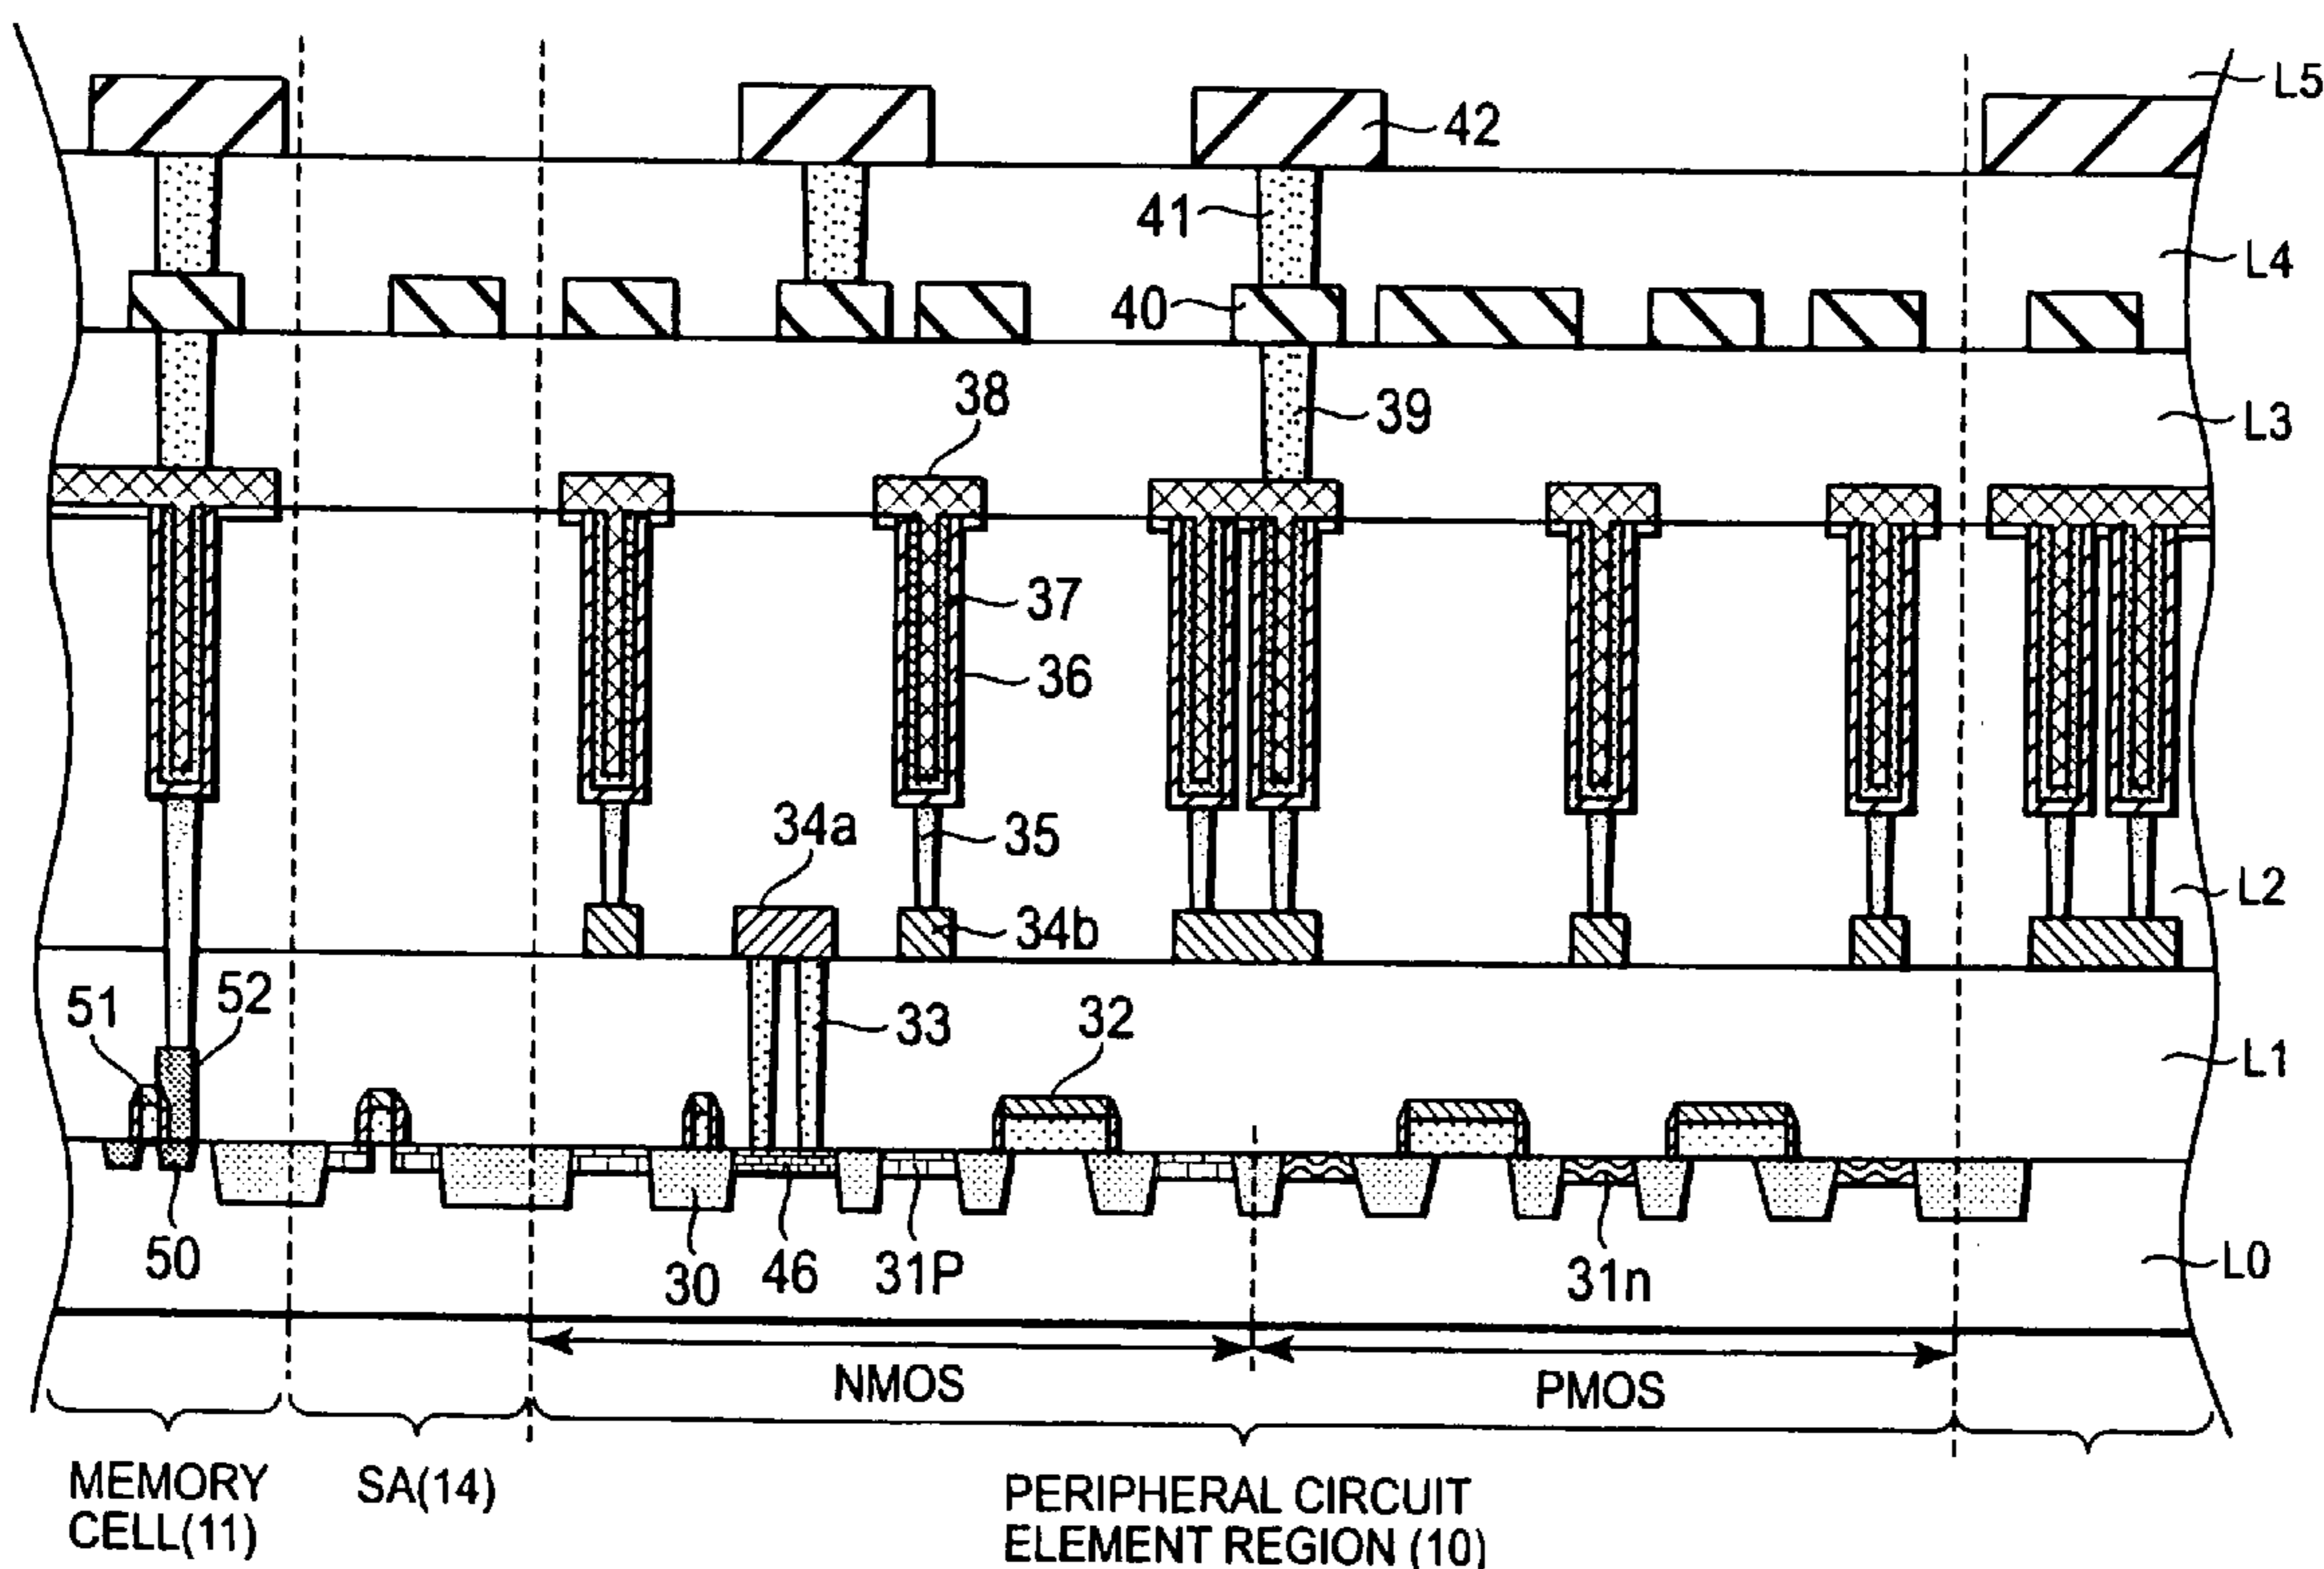 L5
42
41
L4
40
38
39
L3
37
36
34a
35
34b
L2
51
52
33
32
L1
50
30
46
31P
31n
L0
NMOS
PMOS
MEMORY
CELL(11)
SA(14)
PERIPHERAL CIRCUIT
ELEMENT REGION (10)